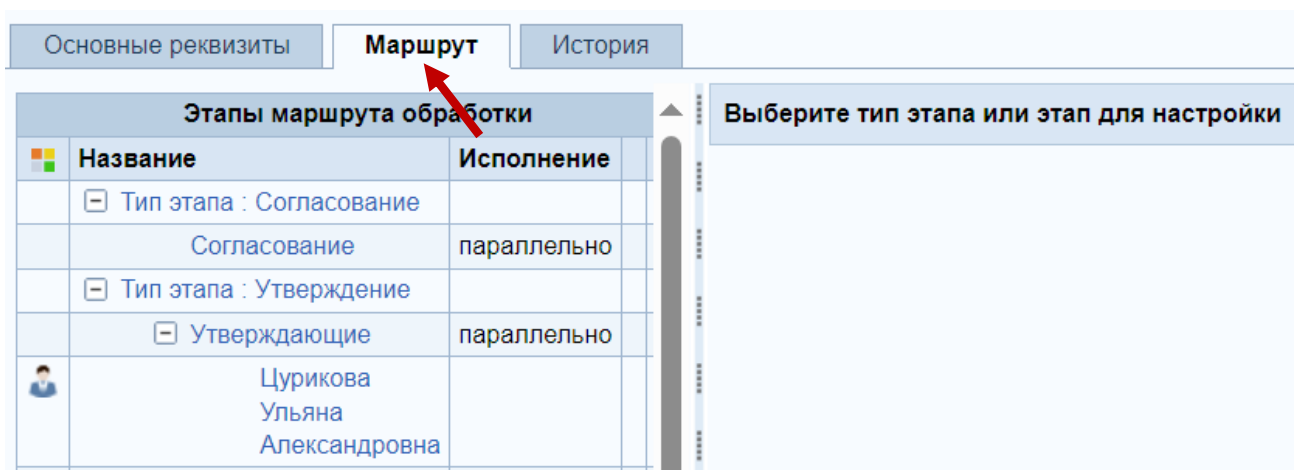 Основные реквизиты Маршрут История
Этапы маршрута обработки Выберите тип этапа или этап для настройки
Название Исполнение
Тип этапа : Согласование
Согласование параллельно
Тип этапа : Утверждение
Утверждающие параллельно
Цурикова
Ульяна
Александровна